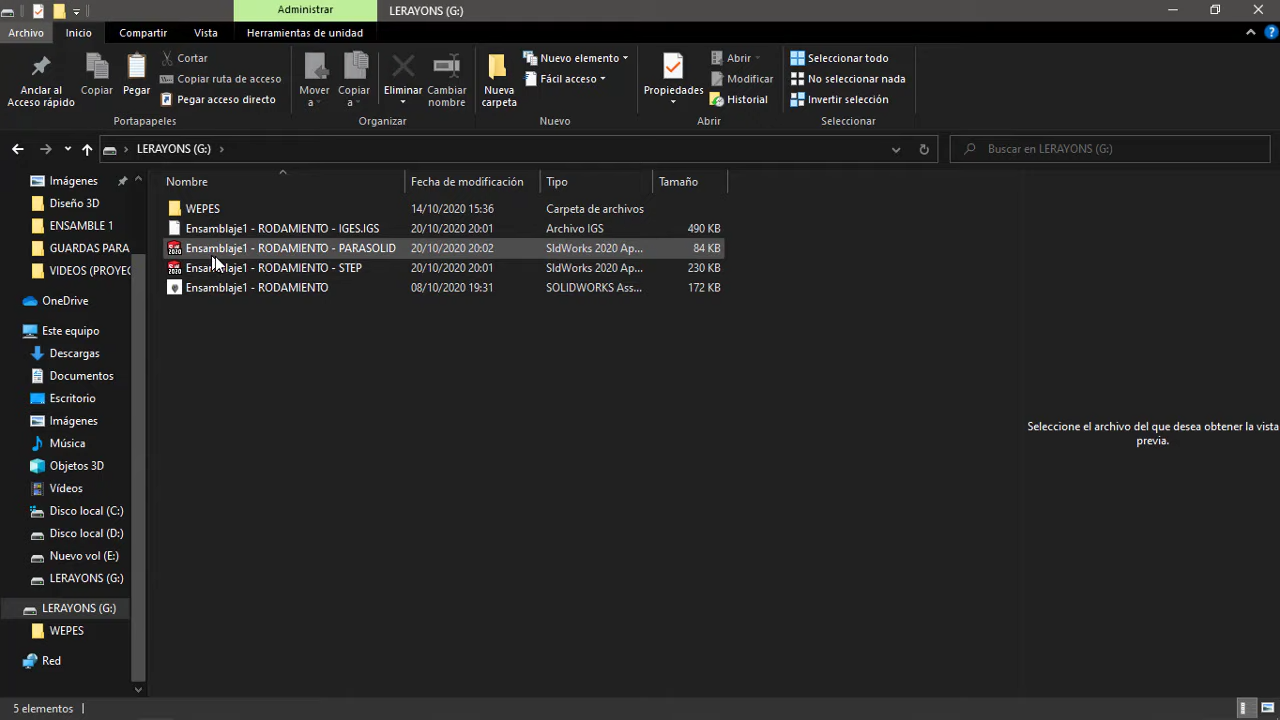 Administrar
LERAYONS (G:)
Archivo
Inicio
Compartir
Vista
Herramientas de unidad
Anclar al
Acceso rápido
Copiar
Pegar
Cortar
Copiar ruta de acceso
Pegar acceso directo
Portapapeles
Mover
a
Copiar
a
Eliminar
Cambiar
nombre
Organizar
Nueva
carpeta
Nuevo elemento
Fácil acceso
Nuevo
Propiedades
Abrir
Modificar
Historial
Abrir
Seleccionar todo
No seleccionar nada
Invertir selección
Seleccionar
LERAYONS (G:)
Buscar en LERAYONS (G:)
Imágenes
Diseño 3D
ENSAMBLE 1
GUARDAS PARA
VIDEOS (PROYEC
OneDrive
Este equipo
Descargas
Documentos
Escritorio
Imágenes
Música
Objetos 3D
Vídeos
Disco local (C:)
Disco local (D:)
Nuevo vol (E:)
LERAYONS (G:)
LERAYONS (G:)
WEPES
Red
Nombre Fecha de modificación Tipo Tamaño
WEPES 14/10/2020 15:36 Carpeta de archivos
Ensamblaje1 - RODAMIENTO - IGES.IGS 20/10/2020 20:01 Archivo IGS 490 KB
Ensamblaje1 - RODAMIENTO - PARASOLID 20/10/2020 20:02 SldWorks 2020 Ap... 84 KB
Ensamblaje1 - RODAMIENTO - STEP 20/10/2020 20:01 SldWorks 2020 Ap... 230 KB
Ensamblaje1 - RODAMIENTO 08/10/2020 19:31 SOLIDWORKS Ass... 172 KB
Seleccione el archivo del que desea obtener la vista
previa.
5 elementos